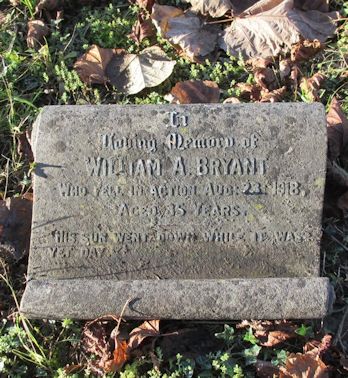 In
Loving Memory of
WILLIAM A. BRYANT
WHO FELL IN ACTION AUG: 23: 1918,
AGED 35 YEARS.
HIS SUN WENT DOWN WHILE IT WAS
YET DAY